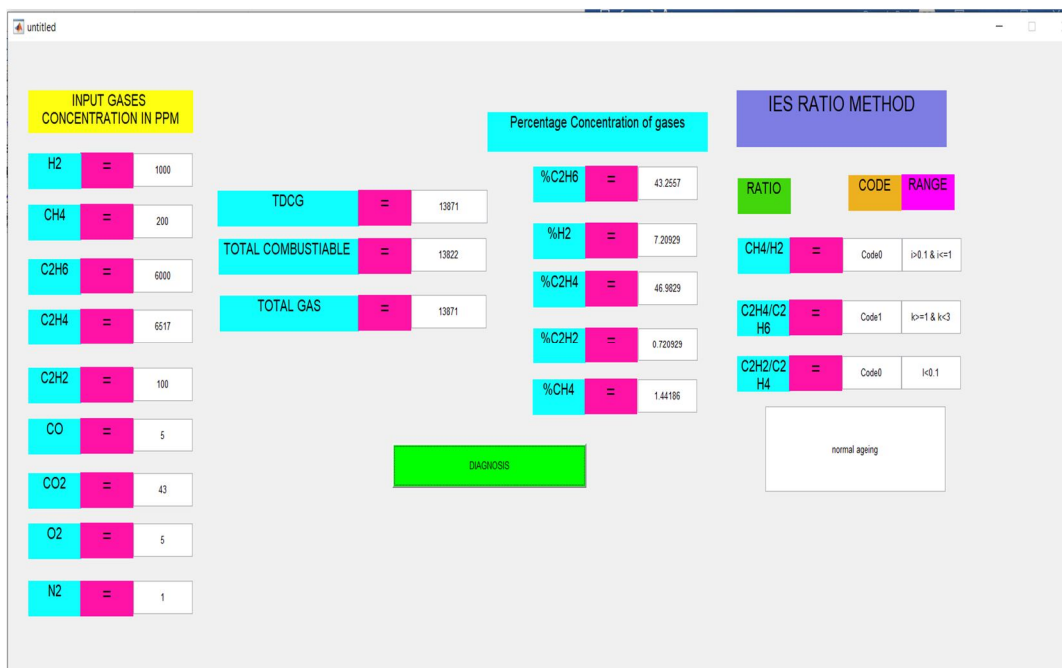 untitled
INPUT GASES
CONCENTRATION IN PPM
H2 = 1000
CH4 = 200
C2H6 = 6000
C2H4 = 6517
C2H2 = 100
CO = 5
CO2 = 43
O2 = 5
N2 = 1
TDCG = 13871
TOTAL COMBUSTIABLE = 13822
TOTAL GAS = 13871
DIAGNOSIS
Percentage Concentration of gases
%C2H6 = 43.2557
%H2 = 7.20929
%C2H4 = 46.9829
%C2H2 = 0.720929
%CH4 = 1.44186
IES RATIO METHOD
RATIO CODE RANGE
CH4/H2 = Code0 i>0.1 & i<=1
C2H4/C2
H6 = Code1 k>=1 & k<3
C2H2/C2
H4 = Code0 l<0.1
normal ageing